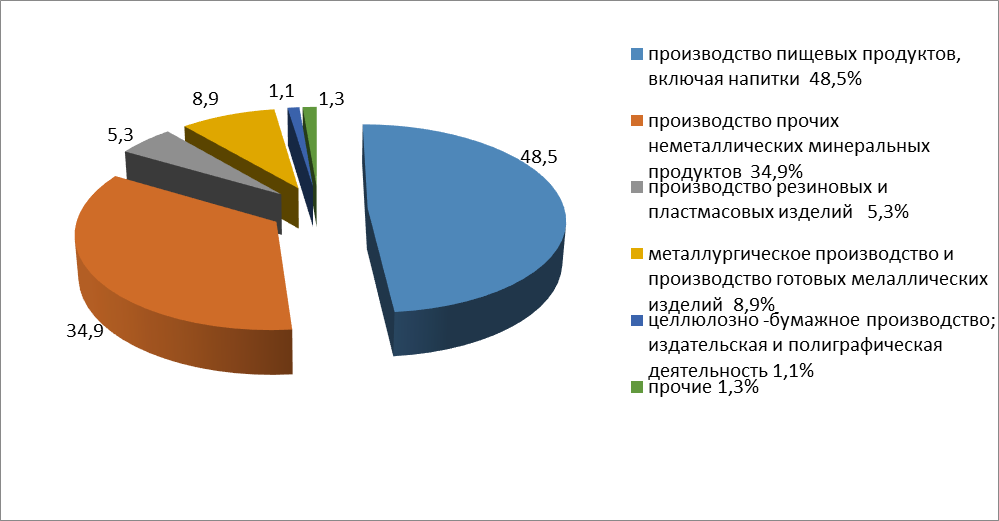 1,1
1,3
8,9
5,3
48,5
34,9
производство пищевых продуктов,
включая напитки 48,5%
производство прочих
неметаллических минеральных
продуктов 34,9%
производство резиновых и
пластмасовых изделий 5,3%
металлургическое производство и
производство готовых мелаллических
изделий 8,9%
целлюлозно -бумажное производство;
издательская и полиграфическая
деятельность 1,1%
прочие 1,3%